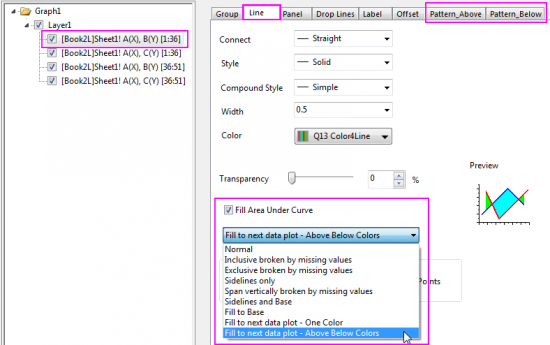 Graph1
Layer1
[Book2L]Sheet1! A(X), B(Y) [1:36]
[Book2L]Sheet1! A(X), C(Y) [1:36]
[Book2L]Sheet1! A(X), B(Y) [36:51]
[Book2L]Sheet1! A(X), C(Y) [36:51]
Group Line Panel Drop Lines Label Offset Pattern_Above Pattern_Below
Connect Straight
Style Solid
Compound Style Simple
Width 0.5
Color Q13 Color4Line
Transparency 0 %
Preview
Fill Area Under Curve
Fill to next data plot - Above Below Colors
Normal
Inclusive broken by missing values
Exclusive broken by missing values
Sidelines only
Span vertically broken by missing values
Sidelines and Base
Fill to Base
Fill to next data plot - One Color
Fill to next data plot - Above Below Colors
Points